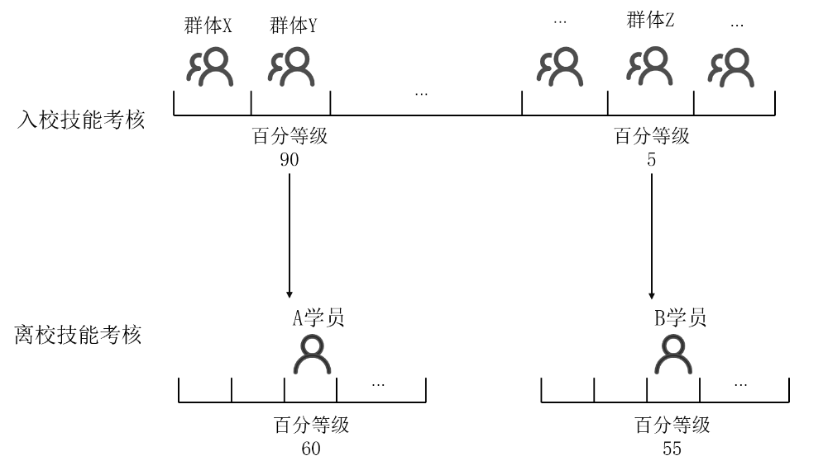 群体X 群体Y ... 群体Z ...
...
入校技能考核
百分等级 百分等级
90 5
A学员 B学员
离校技能考核
... ...
百分等级 百分等级
60 55